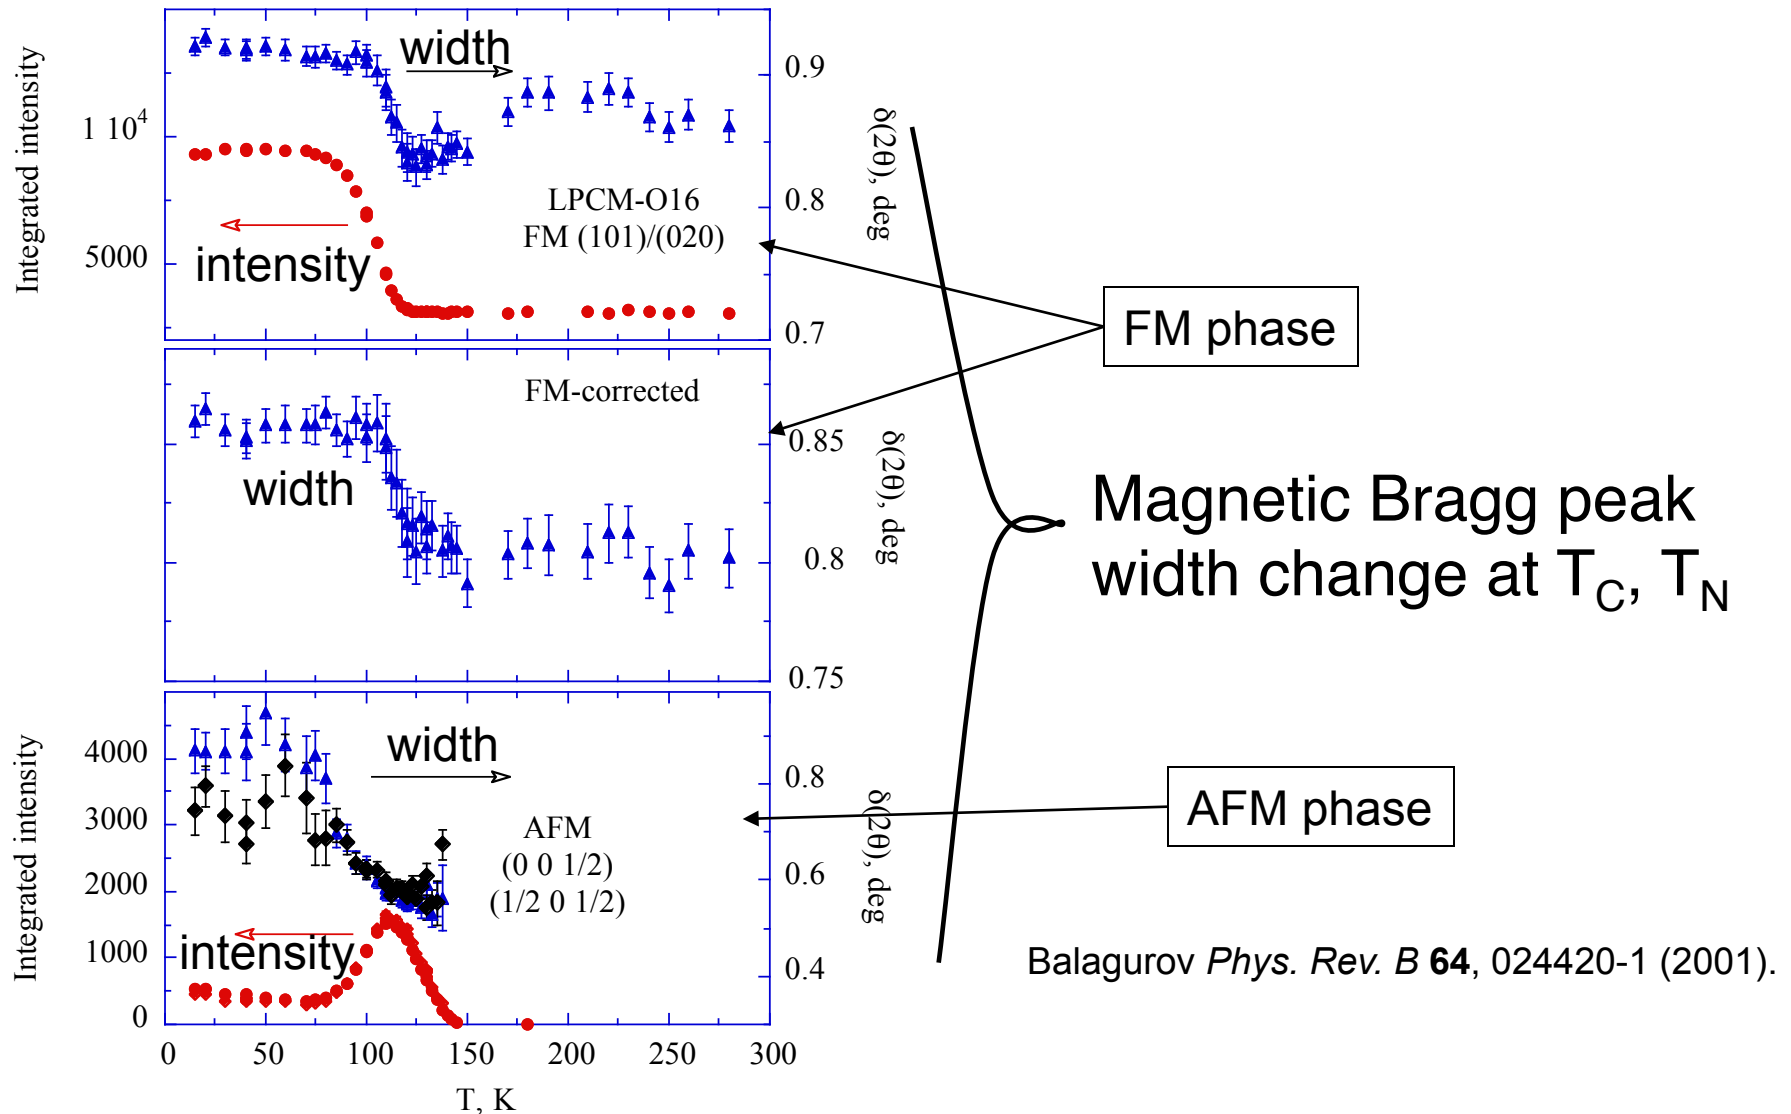 Integrated intensity
1 10⁴
5000
width
0.9
0.8
0.7
δ(2θ), deg
LPCM-O16
FM (101)/(020)
intensity
FM phase
FM-corrected
width
0.85
0.8
0.75
δ(2θ), deg
Magnetic Bragg peak
width change at T_C, T_N
Integrated intensity
4000
3000
2000
1000
0
width
0.8
0.6
0.4
δ(2θ), deg
AFM
(0 0 1/2)
(1/2 0 1/2)
intensity
AFM phase
Balagurov Phys. Rev. B 64, 024420-1 (2001).
0 50 100 150 200 250 300
T, K